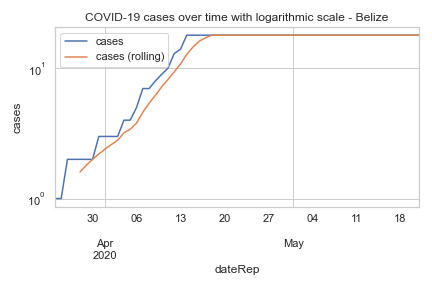 COVID-19 cases over time with logarithmic scale - Belize
cases
cases (rolling)
10¹
10⁰
cases
30 06 13 20 27 04 11 18
Apr May
2020
dateRep